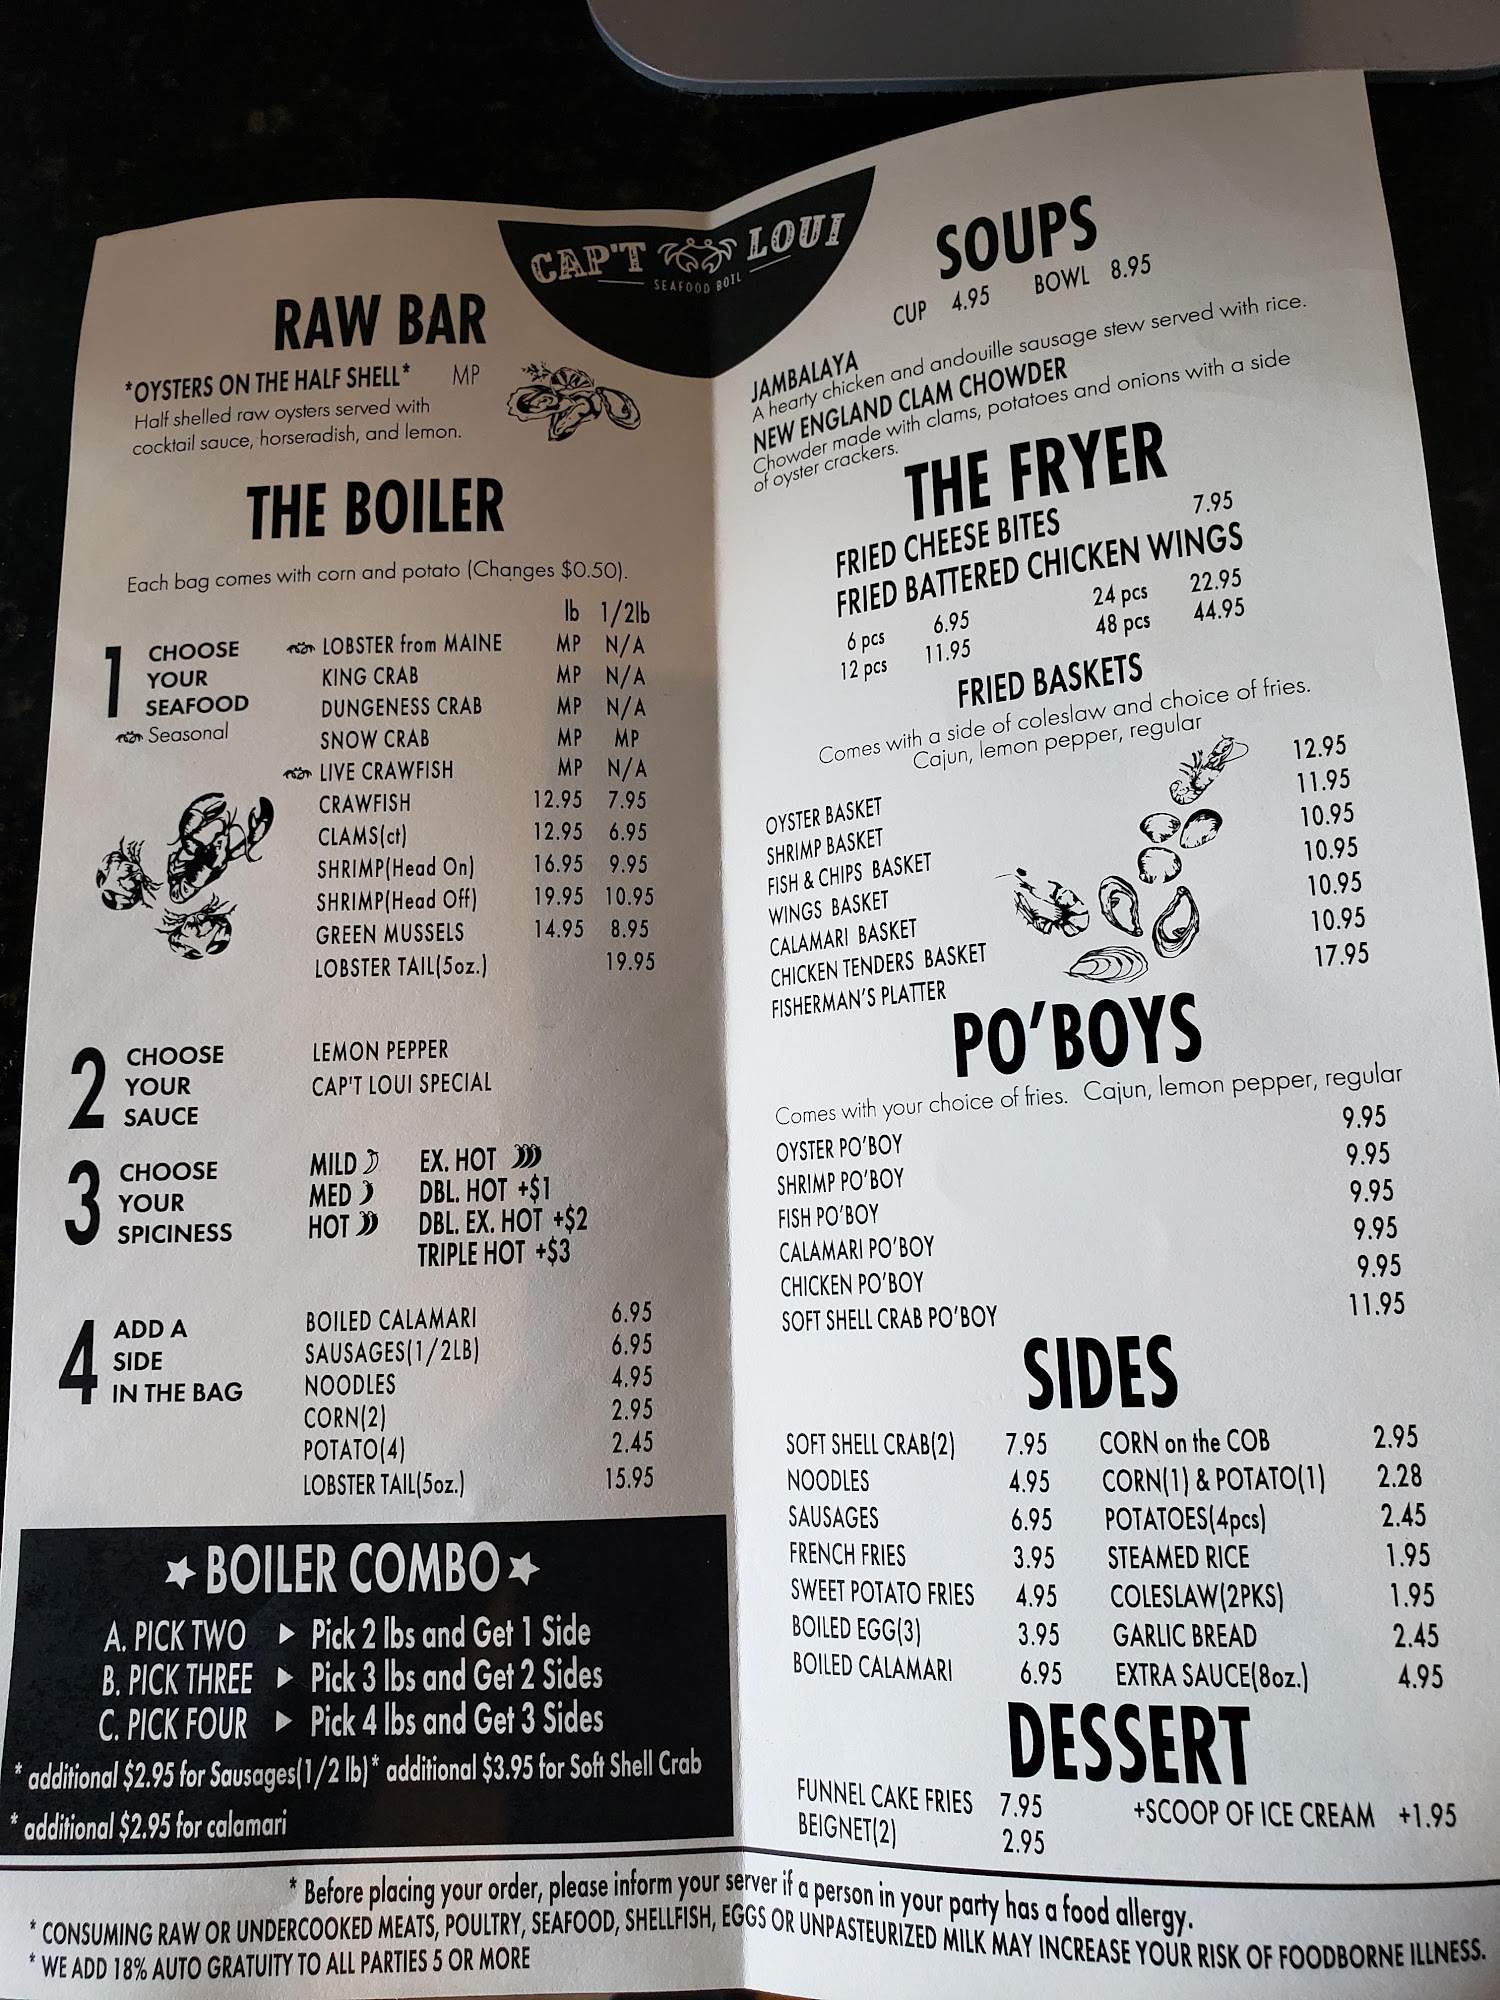 CAP'T LOUI
SEAFOOD BOIL
RAW BAR
*OYSTERS ON THE HALF SHELL* MP
Half shelled raw oysters served with
cocktail sauce, horseradish, and lemon.
THE BOILER
Each bag comes with corn and potato (Changes $0.50).
lb 1/2lb
1 CHOOSE YOUR SEAFOOD
Seasonal
LOBSTER from MAINE MP N/A
KING CRAB MP N/A
DUNGENESS CRAB MP N/A
SNOW CRAB MP MP
LIVE CRAWFISH MP N/A
CRAWFISH 12.95 7.95
CLAMS(ct) 12.95 6.95
SHRIMP(Head On) 16.95 9.95
SHRIMP(Head Off) 19.95 10.95
GREEN MUSSELS 14.95 8.95
LOBSTER TAIL(5oz.) 19.95
2 CHOOSE YOUR SAUCE
LEMON PEPPER
CAP'T LOUI SPECIAL
3 CHOOSE YOUR SPICINESS
MILD EX. HOT
MED DBL. HOT +$1
HOT DBL. EX. HOT +$2
TRIPLE HOT +$3
4 ADD A SIDE IN THE BAG
BOILED CALAMARI 6.95
SAUSAGES(1/2LB) 6.95
NOODLES 4.95
CORN(2) 2.95
POTATO(4) 2.45
LOBSTER TAIL(5oz.) 15.95
BOILER COMBO
A. PICK TWO Pick 2 lbs and Get 1 Side
B. PICK THREE Pick 3 lbs and Get 2 Sides
C. PICK FOUR Pick 4 lbs and Get 3 Sides
* additional $2.95 for Sausages(1/2 lb)* additional $3.95 for Soft Shell Crab
* additional $2.95 for calamari
SOUPS
CUP 4.95 BOWL 8.95
JAMBALAYA
A hearty chicken and andouille sausage stew served with rice.
NEW ENGLAND CLAM CHOWDER
Chowder made with clams, potatoes and onions with a side
of oyster crackers.
THE FRYER
FRIED CHEESE BITES 7.95
FRIED BATTERED CHICKEN WINGS
6 pcs 6.95 24 pcs 22.95
12 pcs 11.95 48 pcs 44.95
FRIED BASKETS
Comes with a side of coleslaw and choice of fries.
Cajun, lemon pepper, regular
OYSTER BASKET 12.95
SHRIMP BASKET 11.95
FISH & CHIPS BASKET 10.95
WINGS BASKET 10.95
CALAMARI BASKET 10.95
CHICKEN TENDERS BASKET 10.95
FISHERMAN'S PLATTER 17.95
PO'BOYS
Comes with your choice of fries. Cajun, lemon pepper, regular
OYSTER PO'BOY 9.95
SHRIMP PO'BOY 9.95
FISH PO'BOY 9.95
CALAMARI PO'BOY 9.95
CHICKEN PO'BOY 9.95
SOFT SHELL CRAB PO'BOY 11.95
SIDES
SOFT SHELL CRAB(2) 7.95 CORN on the COB 2.95
NOODLES 4.95 CORN(1) & POTATO(1) 2.28
SAUSAGES 6.95 POTATOES(4pcs) 2.45
FRENCH FRIES 3.95 STEAMED RICE 1.95
SWEET POTATO FRIES 4.95 COLESLAW(2PKS) 1.95
BOILED EGG(3) 3.95 GARLIC BREAD 2.45
BOILED CALAMARI 6.95 EXTRA SAUCE(8oz.) 4.95
DESSERT
FUNNEL CAKE FRIES 7.95 +SCOOP OF ICE CREAM +1.95
BEIGNET(2) 2.95
* Before placing your order, please inform your server if a person in your party has a food allergy.
* CONSUMING RAW OR UNDERCOOKED MEATS, POULTRY, SEAFOOD, SHELLFISH, EGGS OR UNPASTEURIZED MILK MAY INCREASE YOUR RISK OF FOODBORNE ILLNESS.
* WE ADD 18% AUTO GRATUITY TO ALL PARTIES 5 OR MORE